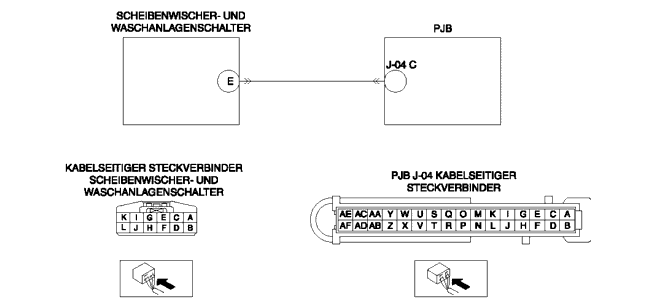 SCHEIBENWISCHER- UND
WASCHANLAGENSCHALTER
PJB
E
J-04 C
KABELSEITIGER STECKVERBINDER
SCHEIBENWISCHER- UND
WASCHANLAGENSCHALTER
K I G E C A
L J H F D B
PJB J-04 KABELSEITIGER
STECKVERBINDER
AE AC AA Y W U S Q O M K I G E C A
AF AD AB Z X V T R P N L J H F D B